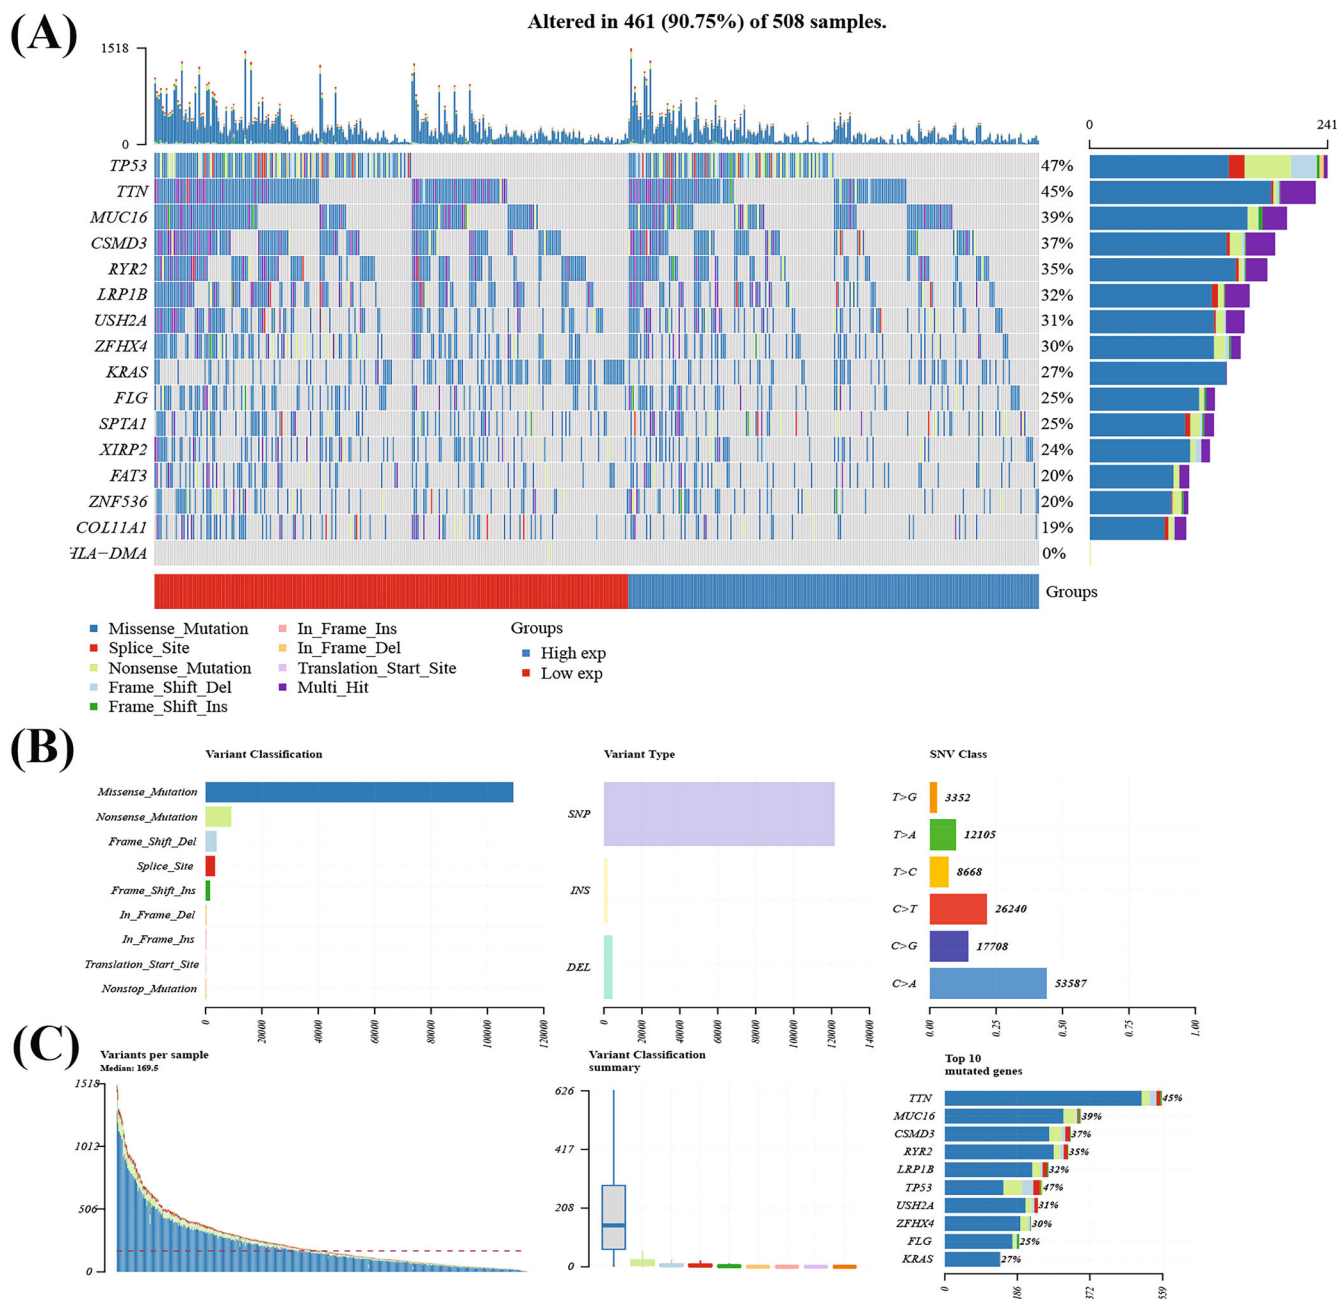 (A)
Altered in 461 (90.75%) of 508 samples.
1518
0
0 241
TP53 47%
TTN 45%
MUC16 39%
CSMD3 37%
RYR2 35%
LRP1B 32%
USH2A 31%
ZFHX4 30%
KRAS 27%
FLG 25%
SPTA1 25%
XIRP2 24%
FAT3 20%
ZNF536 20%
COL11A1 19%
HLA−DMA 0%
Groups
Missense_Mutation
Splice_Site
Nonsense_Mutation
Frame_Shift_Del
Frame_Shift_Ins
In_Frame_Ins
In_Frame_Del
Translation_Start_Site
Multi_Hit
Groups
High exp
Low exp
(B)
Variant Classification
Missense_Mutation
Nonsense_Mutation
Frame_Shift_Del
Splice_Site
Frame_Shift_Ins
In_Frame_Del
In_Frame_Ins
Translation_Start_Site
Nonstop_Mutation
0 20000 40000 60000 80000 100000 120000
Variant Type
SNP
INS
DEL
0 20000 40000 60000 80000 100000 120000 140000
SNV Class
T>G 3352
T>A 12105
T>C 8668
C>T 26240
C>G 17708
C>A 53587
0.00 0.25 0.50 0.75 1.00
(C)
Variants per sample
Median: 169.5
1518
1012
506
0
Variant Classification
summary
626
417
208
0
Top 10
mutated genes
TTN 45%
MUC16 39%
CSMD3 37%
RYR2 35%
LRP1B 32%
TP53 47%
USH2A 31%
ZFHX4 30%
FLG 25%
KRAS 27%
0 186 372 559